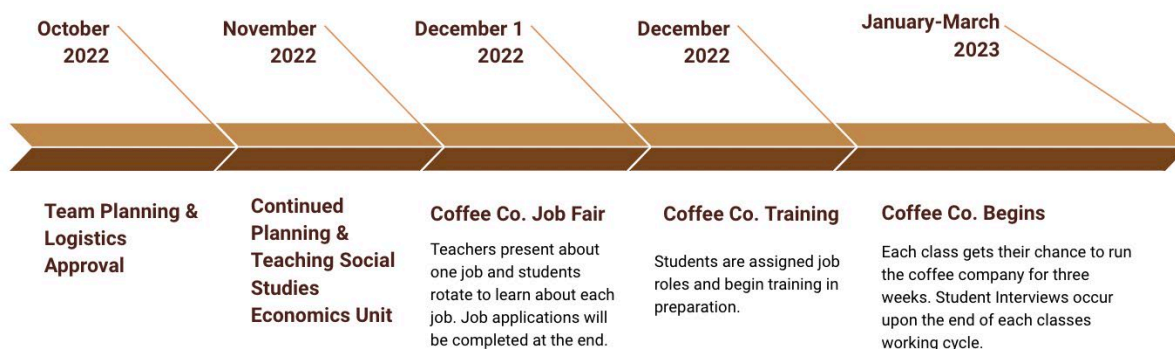 October
2022
November
2022
December 1
2022
December
2022
January-March
2023
Team Planning &
Logistics
Approval
Continued
Planning &
Teaching Social
Studies
Economics Unit
Coffee Co. Job Fair
Teachers present about
one job and students
rotate to learn about each
job. Job applications will
be completed at the end.
Coffee Co. Training
Students are assigned job
roles and begin training in
preparation.
Coffee Co. Begins
Each class gets their chance to run
the coffee company for three
weeks. Student Interviews occur
upon the end of each classes
working cycle.